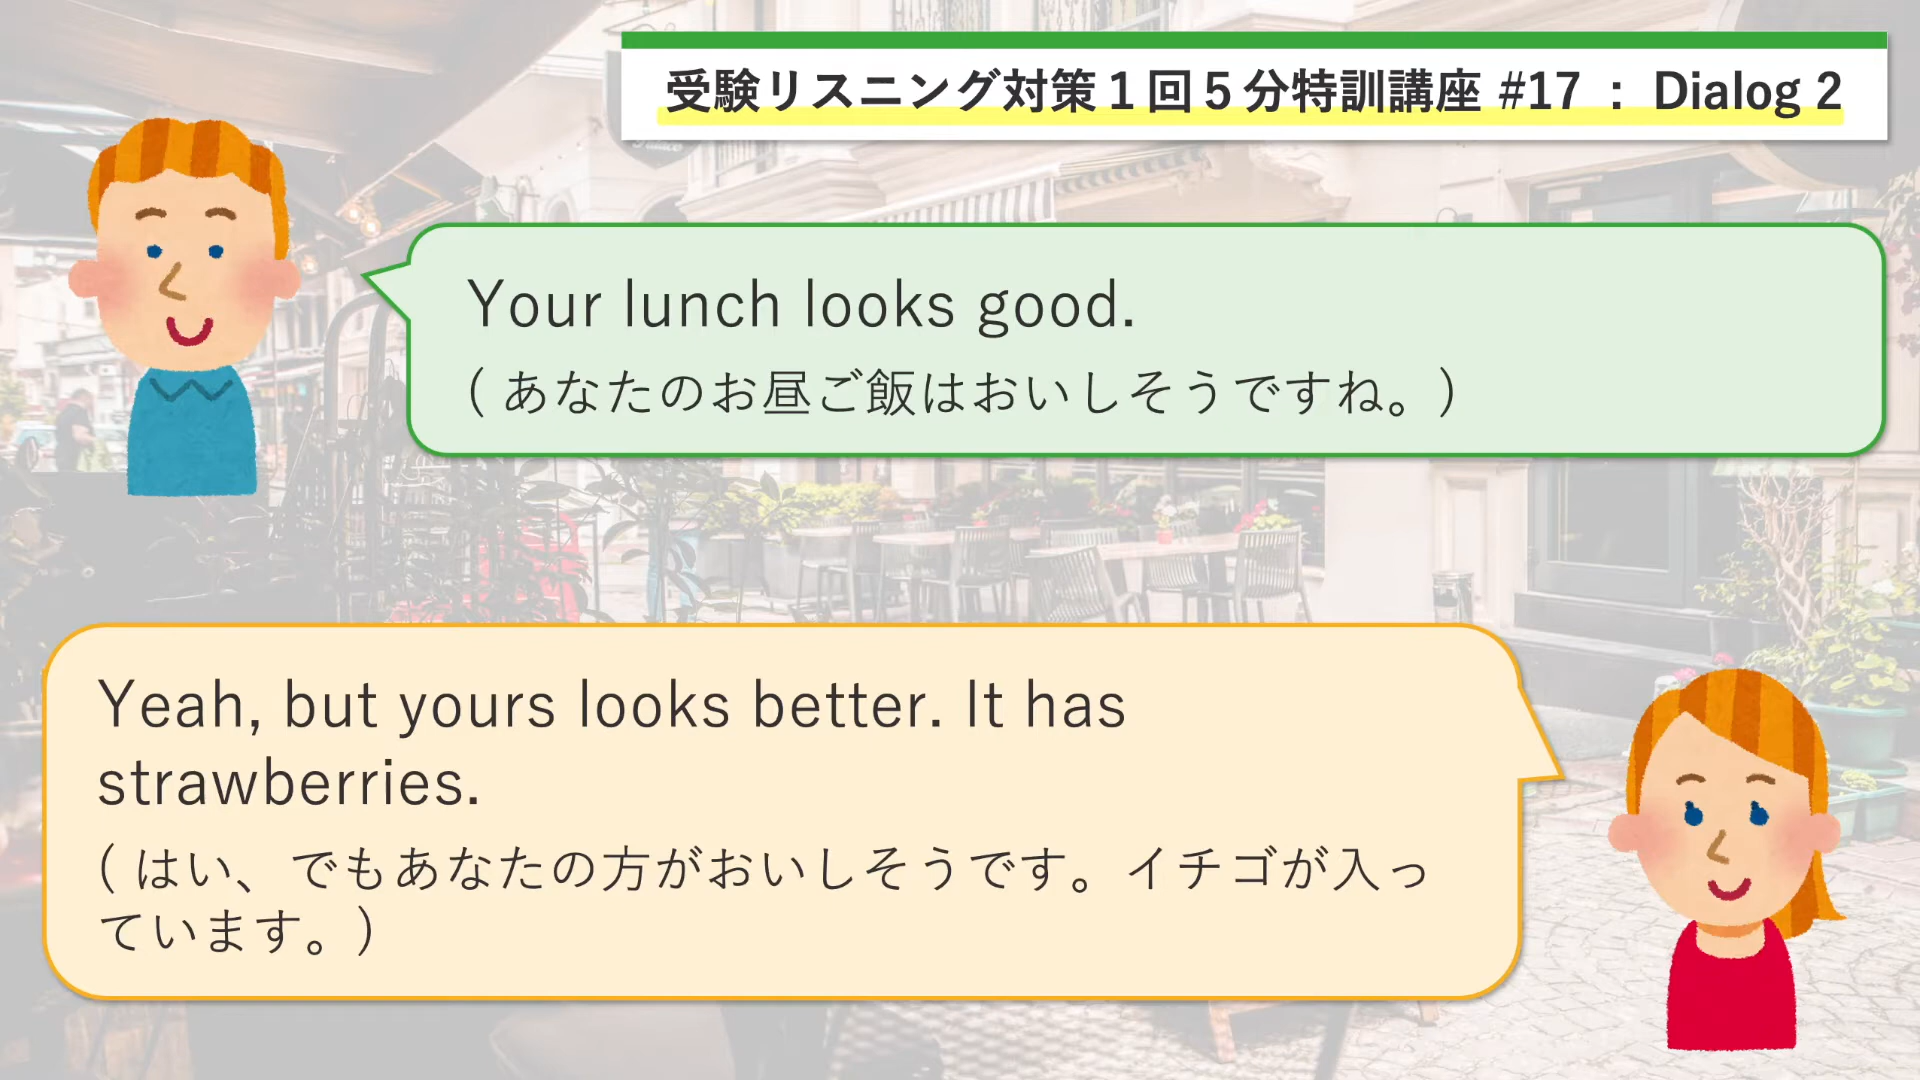 受験リスニング対策１回５分特訓講座 #17 ： Dialog 2
Your lunch looks good.
( あなたのお昼ご飯はおいしそうですね。)
Yeah, but yours looks better. It has
strawberries.
( はい、でもあなたの方がおいしそうです。イチゴが入っ
ています。)